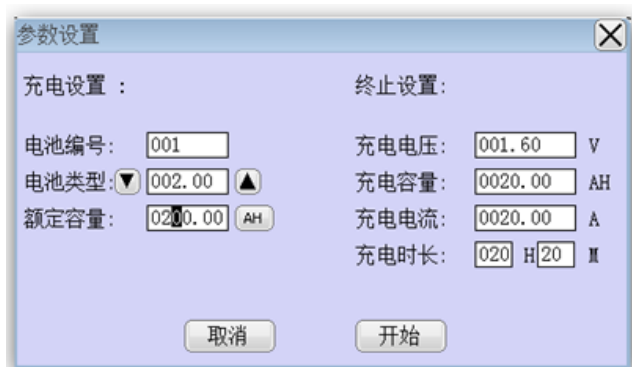 参数设置
充电设置 : 终止设置:
电池编号: 001 充电电压: 001.60 V
电池类型:▼ 002.00 ▲ 充电容量: 0020.00 AH
额定容量: 0200.00 AH 充电电流: 0020.00 A
充电时长: 020 H 20 M
取消 开始